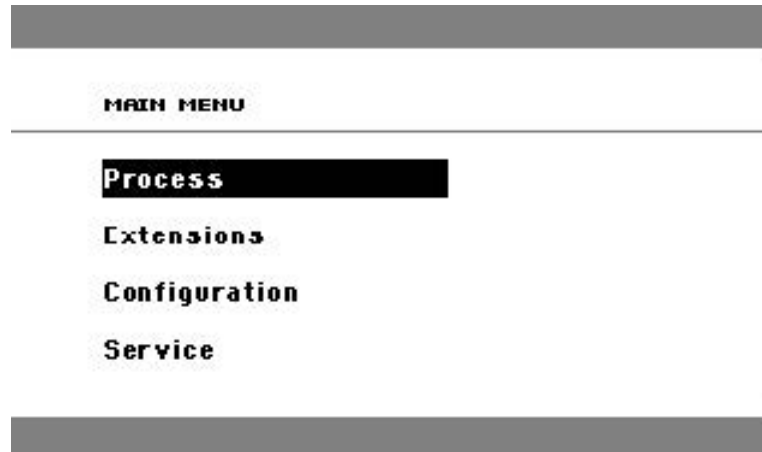 MAIN MENU
Process
Extensions
Configuration
Service